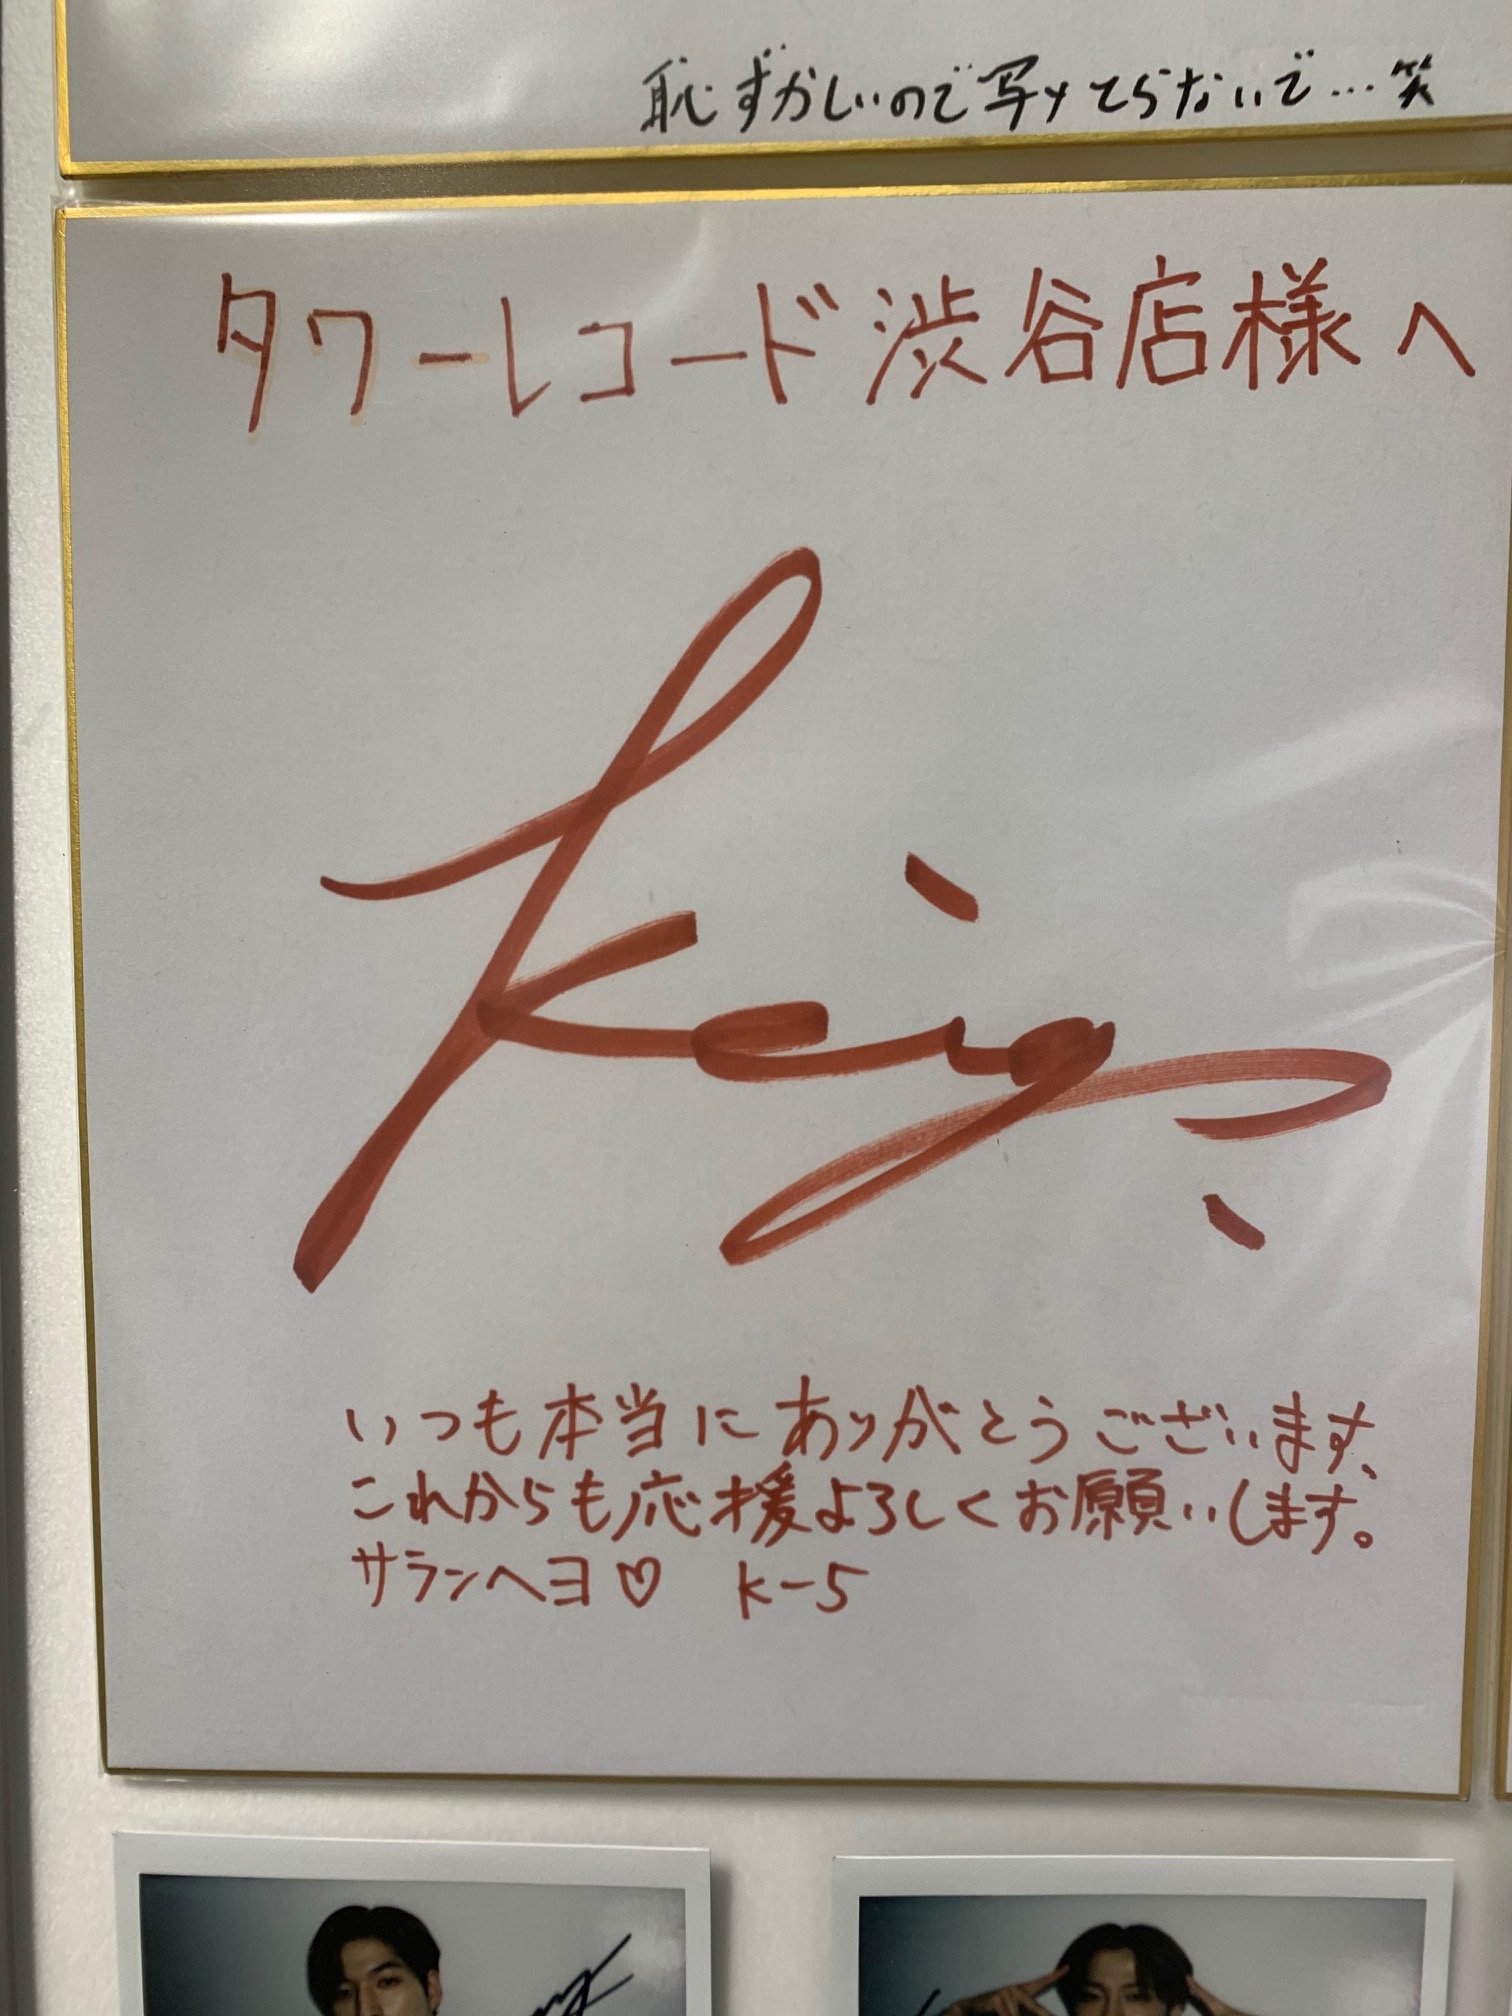 恥ずかしいので写メとらないで…笑
タワーレコード渋谷店様へ
Keigo
いつも本当にありがとうございます、
これからも応援よろしくお願いします。
サランヘヨ♡ K-5